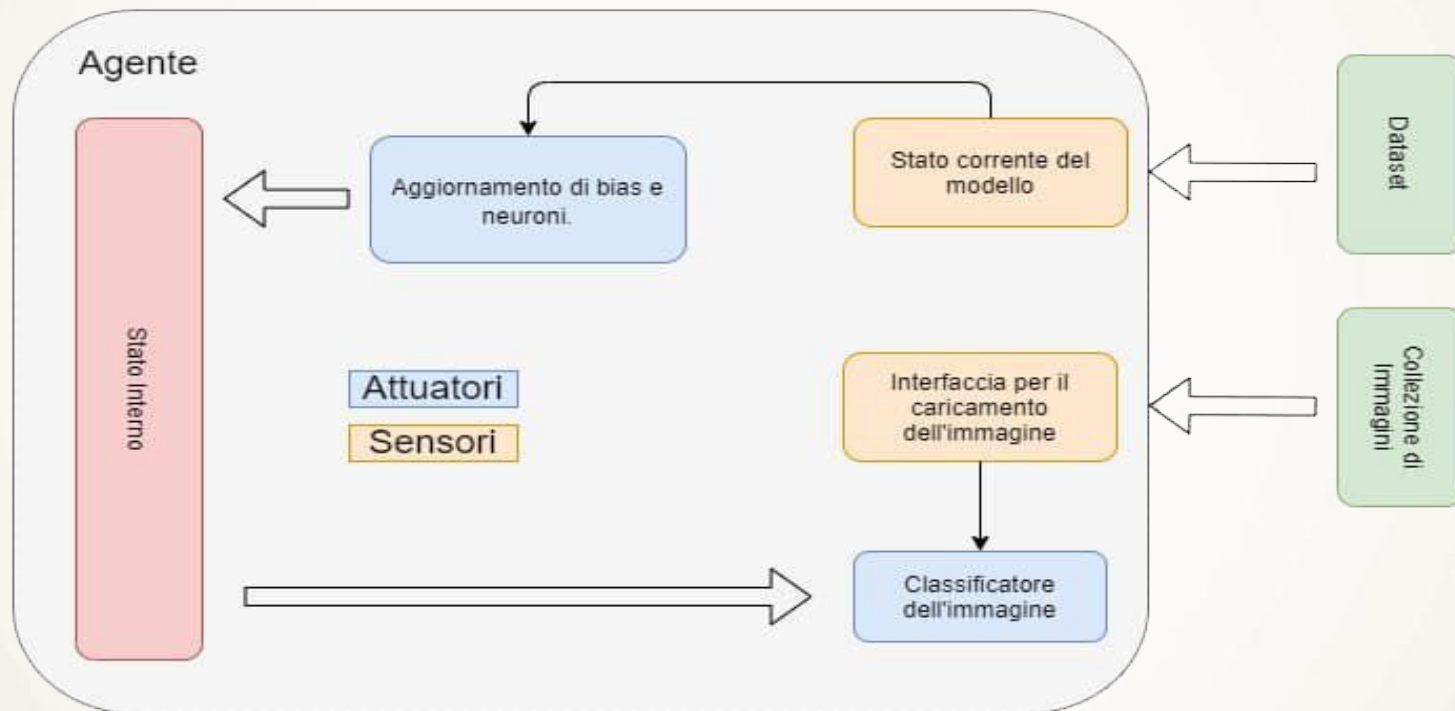 Agente
Stato corrente del
modello
Dataset
Aggiornamento di bias e
neuroni.
Stato Interno
Attuatori
Sensori
Interfaccia per il
caricamento
dell'immagine
Collezione di
Immagini
Classificatore
dell'immagine